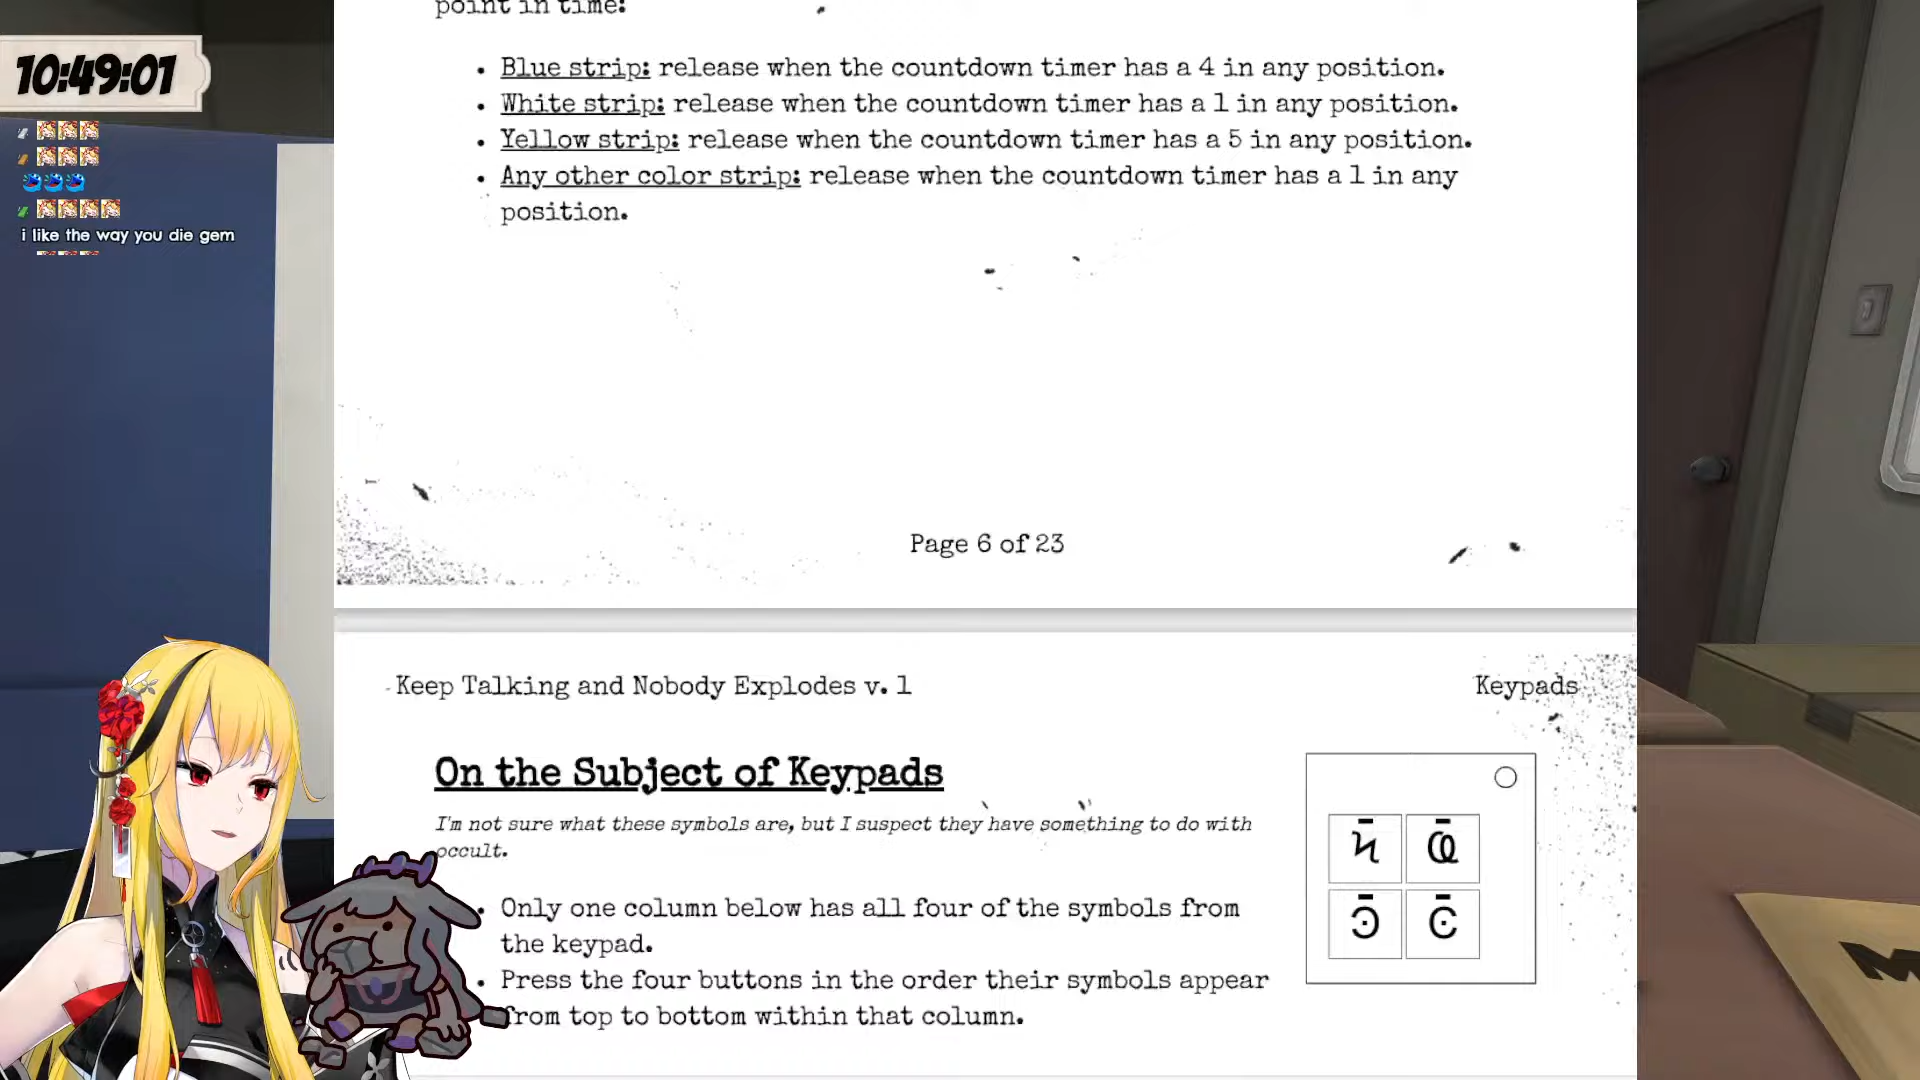 10:49:01
i like the way you die gem
point in time:
• Blue strip: release when the countdown timer has a 4 in any position.
• White strip: release when the countdown timer has a 1 in any position.
• Yellow strip: release when the countdown timer has a 5 in any position.
• Any other color strip: release when the countdown timer has a 1 in any
position.
Page 6 of 23
Keep Talking and Nobody Explodes v. 1
Keypads
On the Subject of Keypads
I'm not sure what these symbols are, but I suspect they have something to do with
occult.
• Only one column below has all four of the symbols from
the keypad.
• Press the four buttons in the order their symbols appear
from top to bottom within that column.